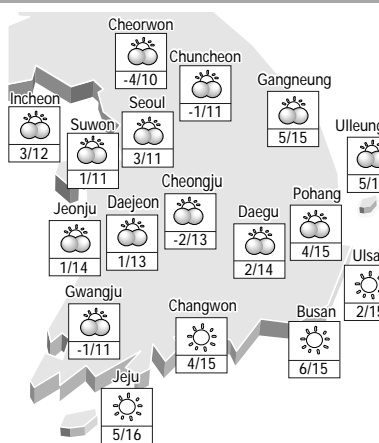 Cheorwon
-4/10
Chuncheon
-1/11
Gangneung
5/15
Incheon
3/12
Seoul
3/11
Suwon
1/11
Cheongju
-2/13
Jeonju
1/14
Daejeon
1/13
Daegu
2/14
Pohang
4/15
Gwangju
-1/11
Changwon
4/15
Busan
6/15
Jeju
5/16